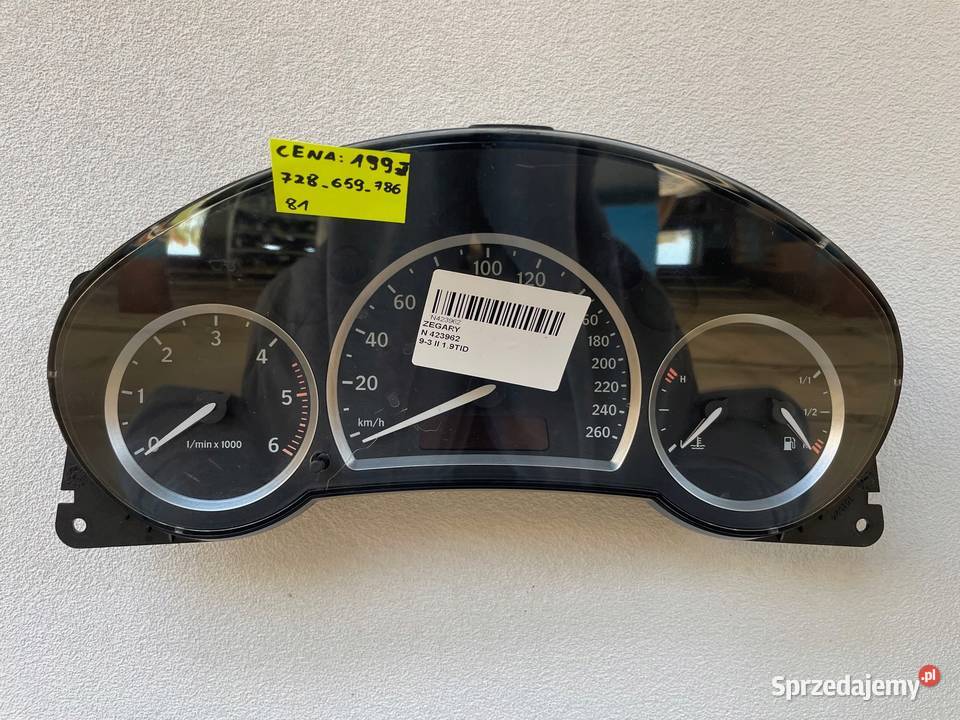 CENA: 199zł
728_659_786
81
N423962
ZEGARY
N 423962
9-3 II 1.9TID
0
1
2
3
4
5
6
1/min x 1000
20
40
60
100
120
180
200
220
240
260
km/h
H
1/1
1/2
Sprzedajemy.pl